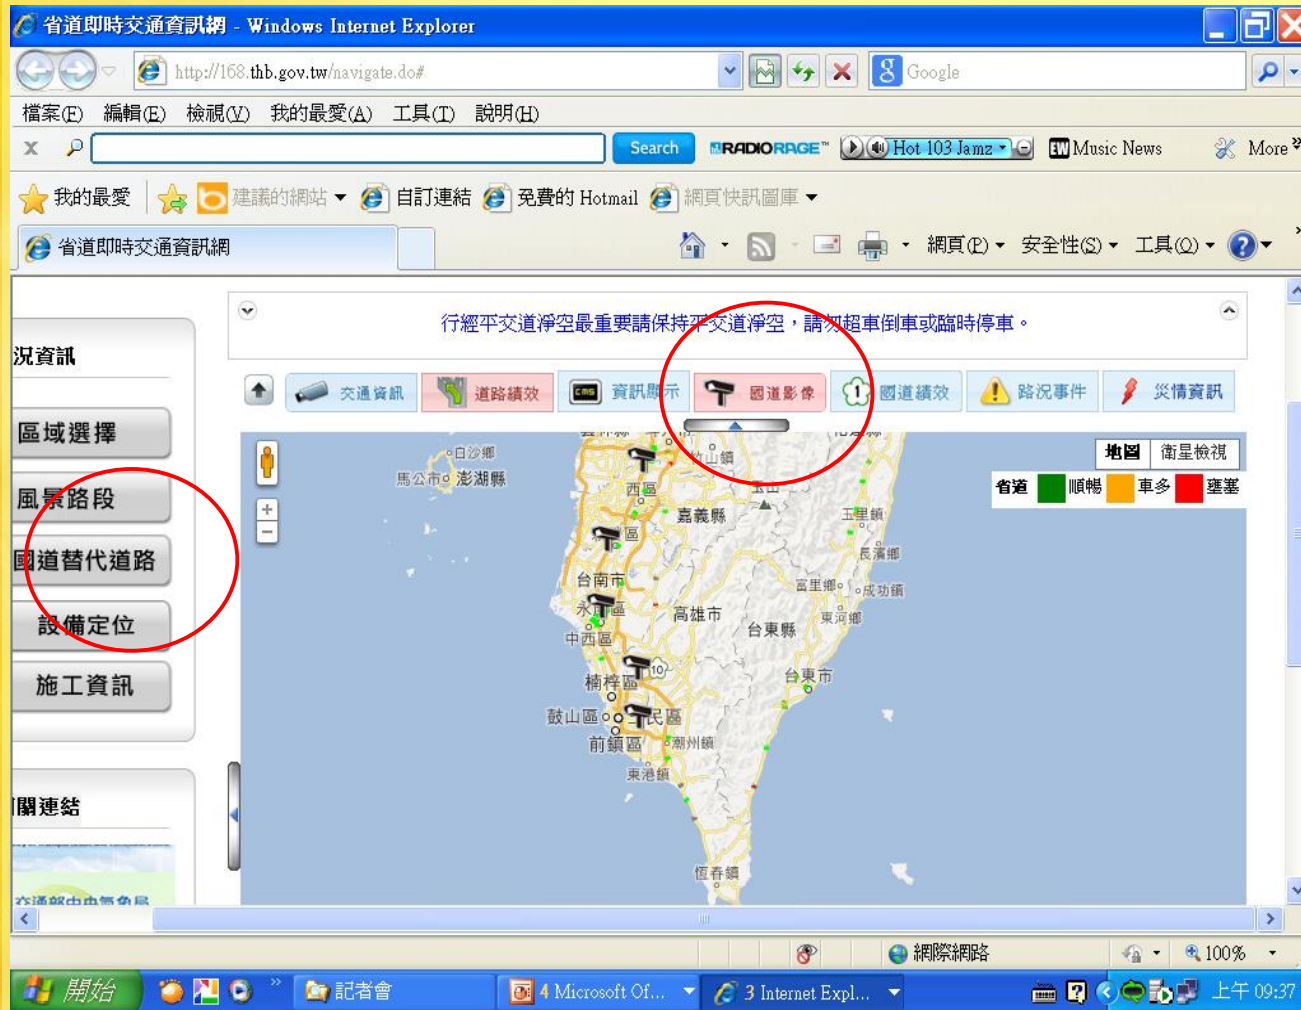 省道即時交通資訊網 - Windows Internet Explorer
http://168.thb.gov.tw/navigate.do#
Google
檔案(F) 編輯(E) 檢視(V) 我的最愛(A) 工具(T) 說明(H)
X Search RADIORAGE™ Hot 103 Jamz Music News More
我的最愛 建議的網站 自訂連結 免費的 Hotmail 網頁快訊圖庫
省道即時交通資訊網 網頁(P) 安全性(S) 工具(O)
行經平交道淨空最重要請保持平交道淨空，請勿超車倒車或臨時停車。
況資訊
交通資訊 道路績效 CMS 資訊顯示 國道影像 1 國道績效 路況事件 災情資訊
區域選擇
風景路段
國道替代道路
設備定位
施工資訊
關連結
交通部中央氣象局
地圖 衛星檢視
省道 順暢 車多 壅塞
白沙鄉
馬公市 澎湖縣
竹山鎮
西區
玉山
嘉義縣
玉里鎮
區
長濱鄉
台南市
富里鄉 成功鎮
永 區
高雄市
東河鄉
台東縣
中西區
楠梓區
10
台東市
鼓山區 民區
前鎮區 潮州鎮
東港鎮
恆春鎮
網際網路 100%
開始 記者會 4 Microsoft Of... 3 Internet Expl... 上午 09:37